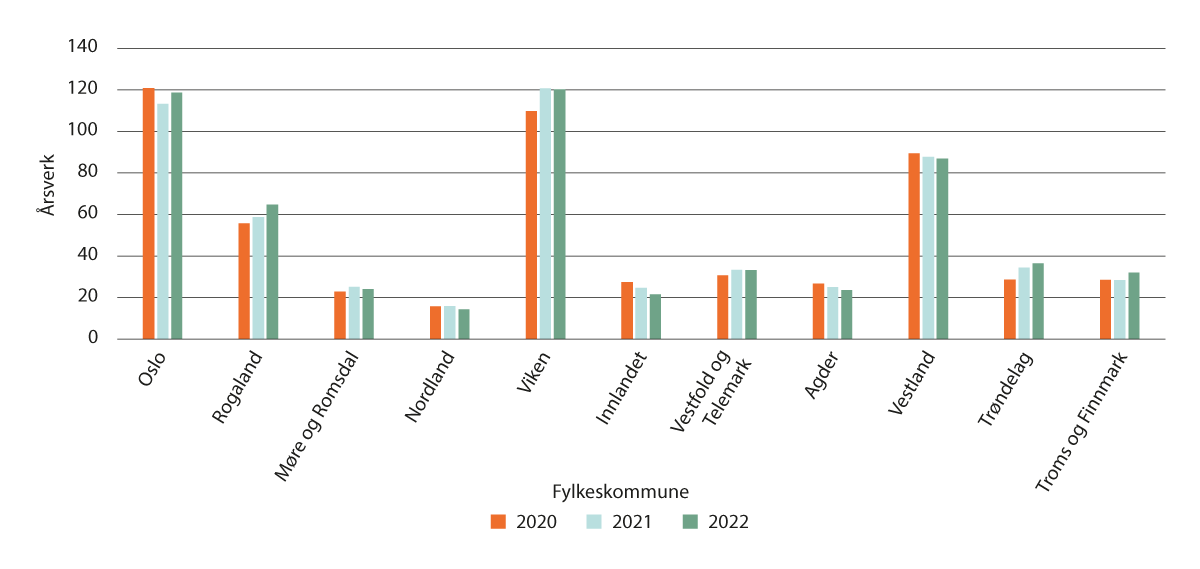 140
120
100
80
60
40
20
0
Årsverk
Oslo
Rogaland
Møre og Romsdal
Nordland
Viken
Innlandet
Vestfold og
Telemark
Agder
Vestland
Trøndelag
Troms og Finnmark
Fylkeskommune
2020 2021 2022